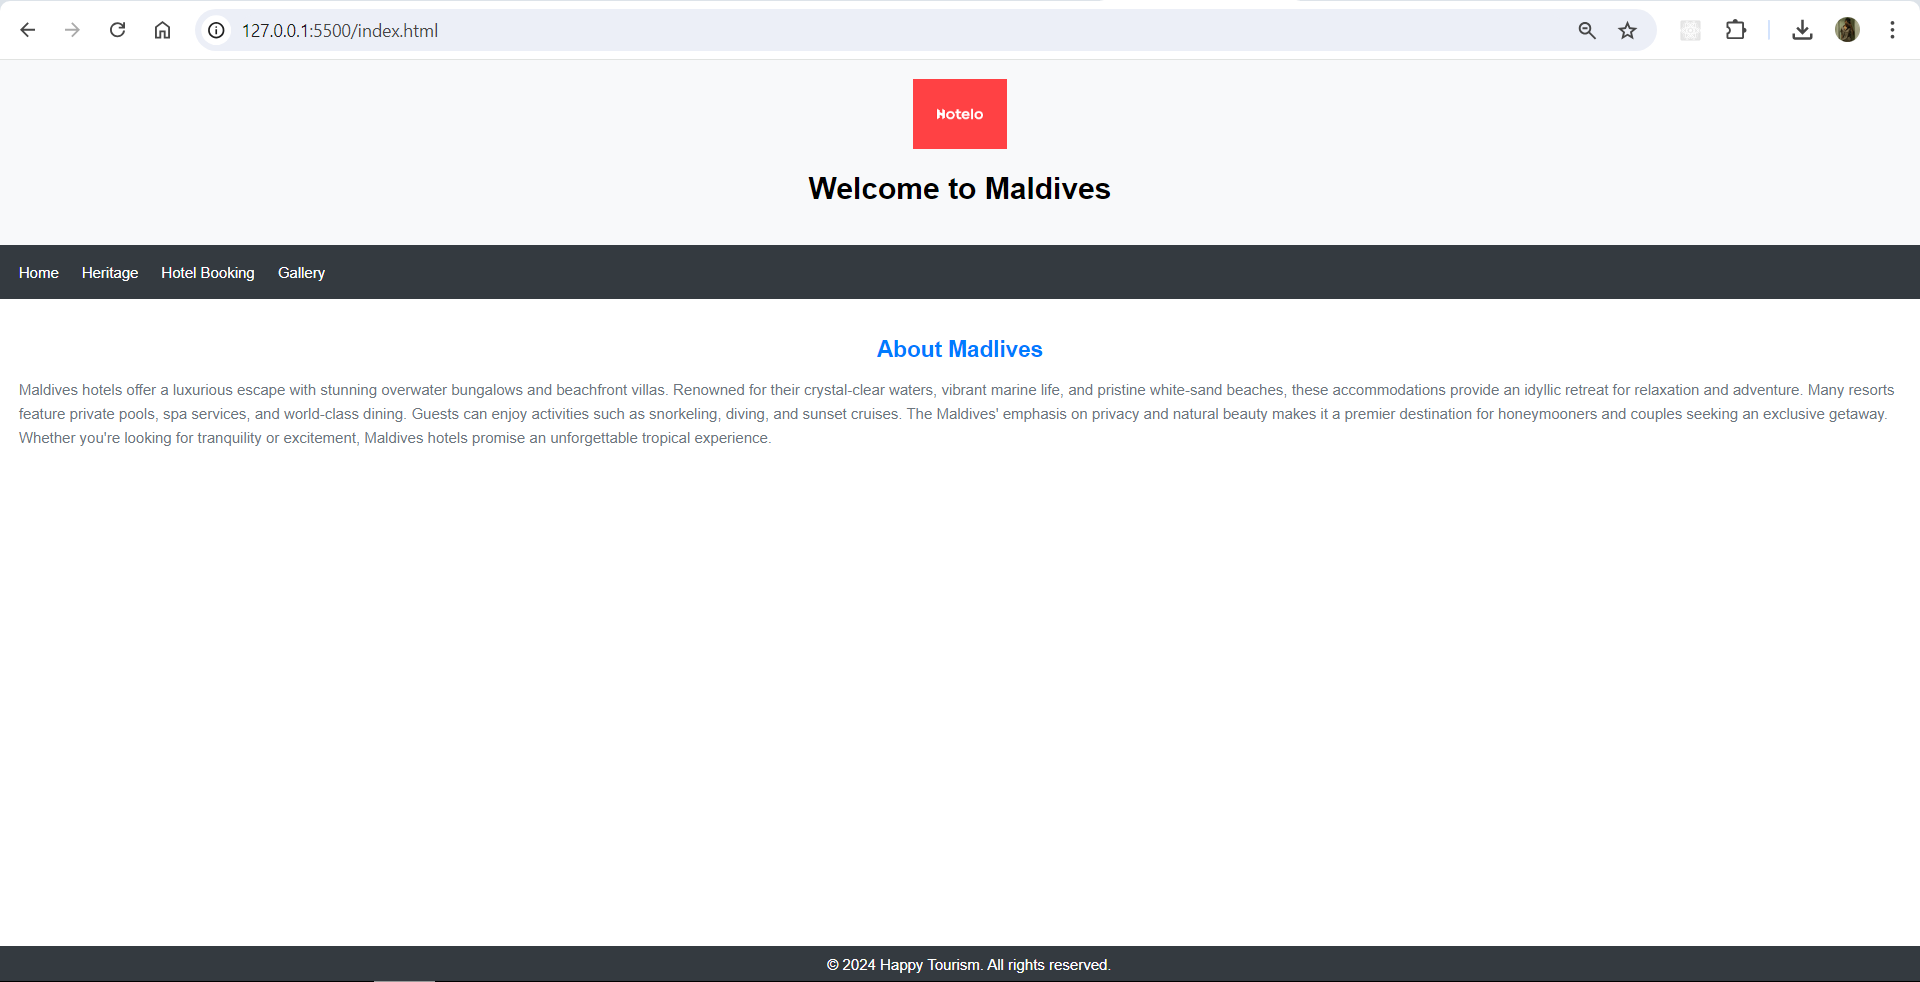 127.0.0.1:5500/index.html
Hotelo
Welcome to Maldives
Home Heritage Hotel Booking Gallery
About Madlives
Maldives hotels offer a luxurious escape with stunning overwater bungalows and beachfront villas. Renowned for their crystal-clear waters, vibrant marine life, and pristine white-sand beaches, these accommodations provide an idyllic retreat for relaxation and adventure. Many resorts
feature private pools, spa services, and world-class dining. Guests can enjoy activities such as snorkeling, diving, and sunset cruises. The Maldives' emphasis on privacy and natural beauty makes it a premier destination for honeymooners and couples seeking an exclusive getaway.
Whether you're looking for tranquility or excitement, Maldives hotels promise an unforgettable tropical experience.
© 2024 Happy Tourism. All rights reserved.